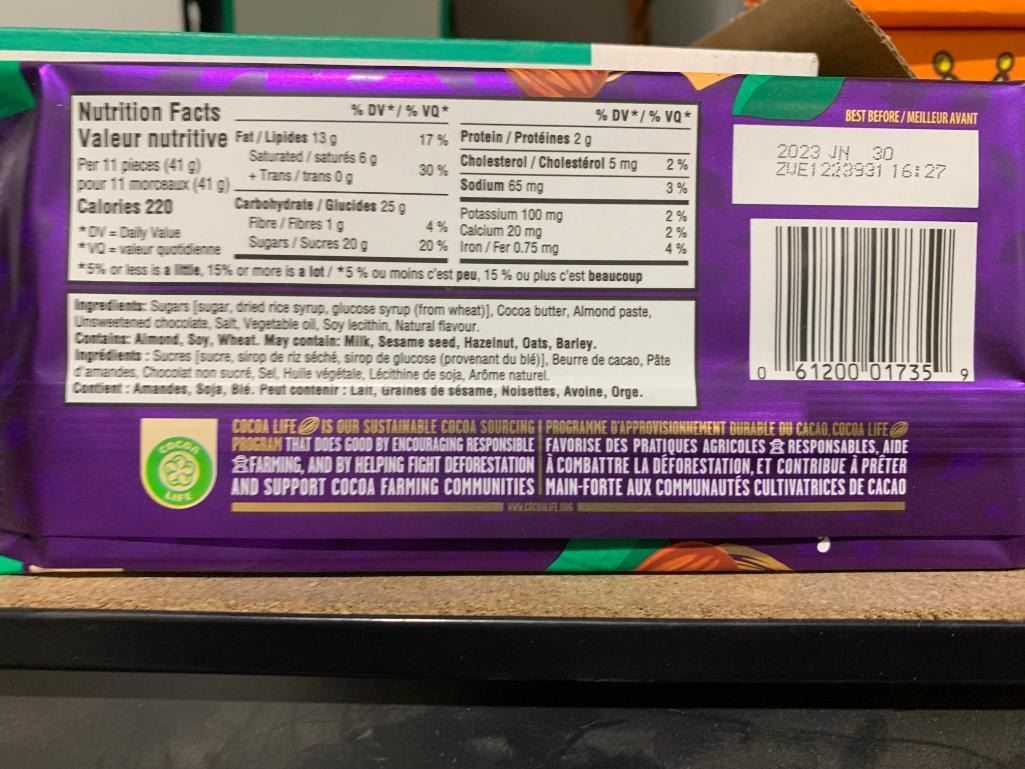 Nutrition Facts
Valeur nutritive
Per 11 pieces (41 g)
pour 11 morceaux (41 g)
Calories 220
*DV = Daily Value
*VQ = valeur quotidienne
% DV*/% VQ*
Fat / Lipides 13 g 17 %
Saturated / saturés 6 g
+ Trans / trans 0 g 30 %
Carbohydrate / Glucides 25 g
Fibre / Fibres 1 g 4 %
Sugars / Sucres 20 g 20 %
% DV*/% VQ*
Protein / Protéines 2 g
Cholesterol / Cholestérol 5 mg 2 %
Sodium 65 mg 3 %
Potassium 100 mg 2 %
Calcium 20 mg 2 %
Iron / Fer 0.75 mg 4 %
*5% or less is a little, 15% or more is a lot / *5 % ou moins c'est peu, 15 % ou plus c'est beaucoup
Ingredients: Sugars [sugar, dried rice syrup, glucose syrup (from wheat)], Cocoa butter, Almond paste,
Unsweetened chocolate, Salt, Vegetable oil, Soy lecithin, Natural flavour.
Contains: Almond, Soy, Wheat. May contain: Milk, Sesame seed, Hazelnut, Oats, Barley.
Ingrédients : Sucres [sucre, sirop de riz séché, sirop de glucose (provenant du blé)], Beurre de cacao, Pâte
d'amandes, Chocolat non sucré, Sel, Huile végétale, Lécithine de soja, Arôme naturel.
Contient : Amandes, Soja, Blé. Peut contenir : Lait, Graines de sésame, Noisettes, Avoine, Orge.
BEST BEFORE / MEILLEUR AVANT
2023 JN 30
ZUE1223931 16:27
0 61200 01735 9
COCOA
LIFE
COCOA LIFE IS OUR SUSTAINABLE COCOA SOURCING
PROGRAM THAT DOES GOOD BY ENCOURAGING RESPONSIBLE
FARMING, AND BY HELPING FIGHT DEFORESTATION
AND SUPPORT COCOA FARMING COMMUNITIES
PROGRAMME D'APPROVISIONNEMENT DURABLE DU CACAO, COCOA LIFE
FAVORISE DES PRATIQUES AGRICOLES RESPONSABLES, AIDE
À COMBATTRE LA DÉFORESTATION, ET CONTRIBUE À PRÊTER
MAIN-FORTE AUX COMMUNAUTÉS CULTIVATRICES DE CACAO
WWW.COCOALIFE.ORG